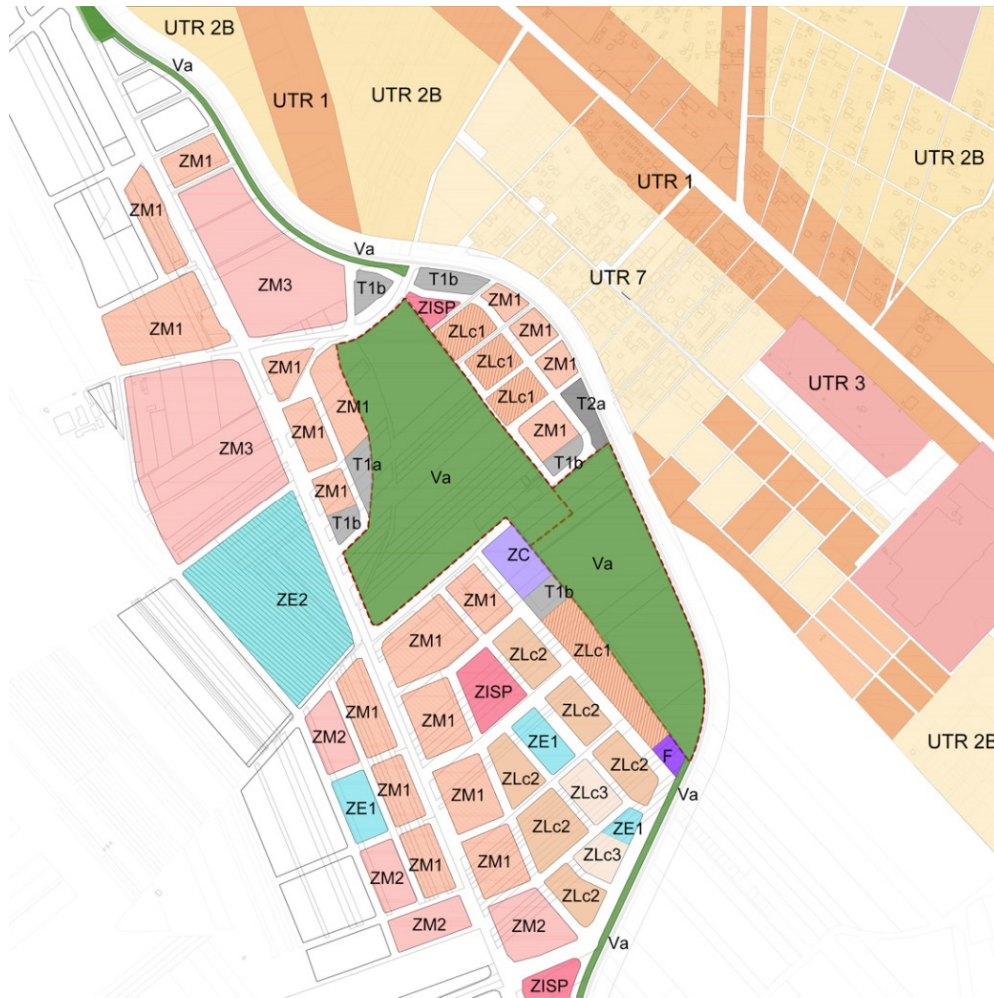 UTR 2B
Va
UTR 1
UTR 2B
UTR 2B
ZM1
UTR 1
ZM1
Va
ZM3
T1b
T1b
UTR 7
ZISP
ZM1
ZM1
ZLc1
ZM1
ZLc1
ZM1
ZM1
UTR 3
ZLc1
ZM1
T2a
ZM1
ZM1
ZM3
T1a
T1b
Va
ZM1
T1b
ZC
Va
T1b
ZE2
ZM1
ZM1
ZLc1
ZLc2
ZISP
ZM1
ZM1
ZLc2
ZM2
ZE1
UTR 2B
F
ZLc2
ZLc2
ZM1
ZM1
ZLc3
Va
ZE1
ZLc2
ZE1
ZM1
ZLc3
ZM1
ZM2
ZLc2
ZM2
ZM2
Va
ZISP